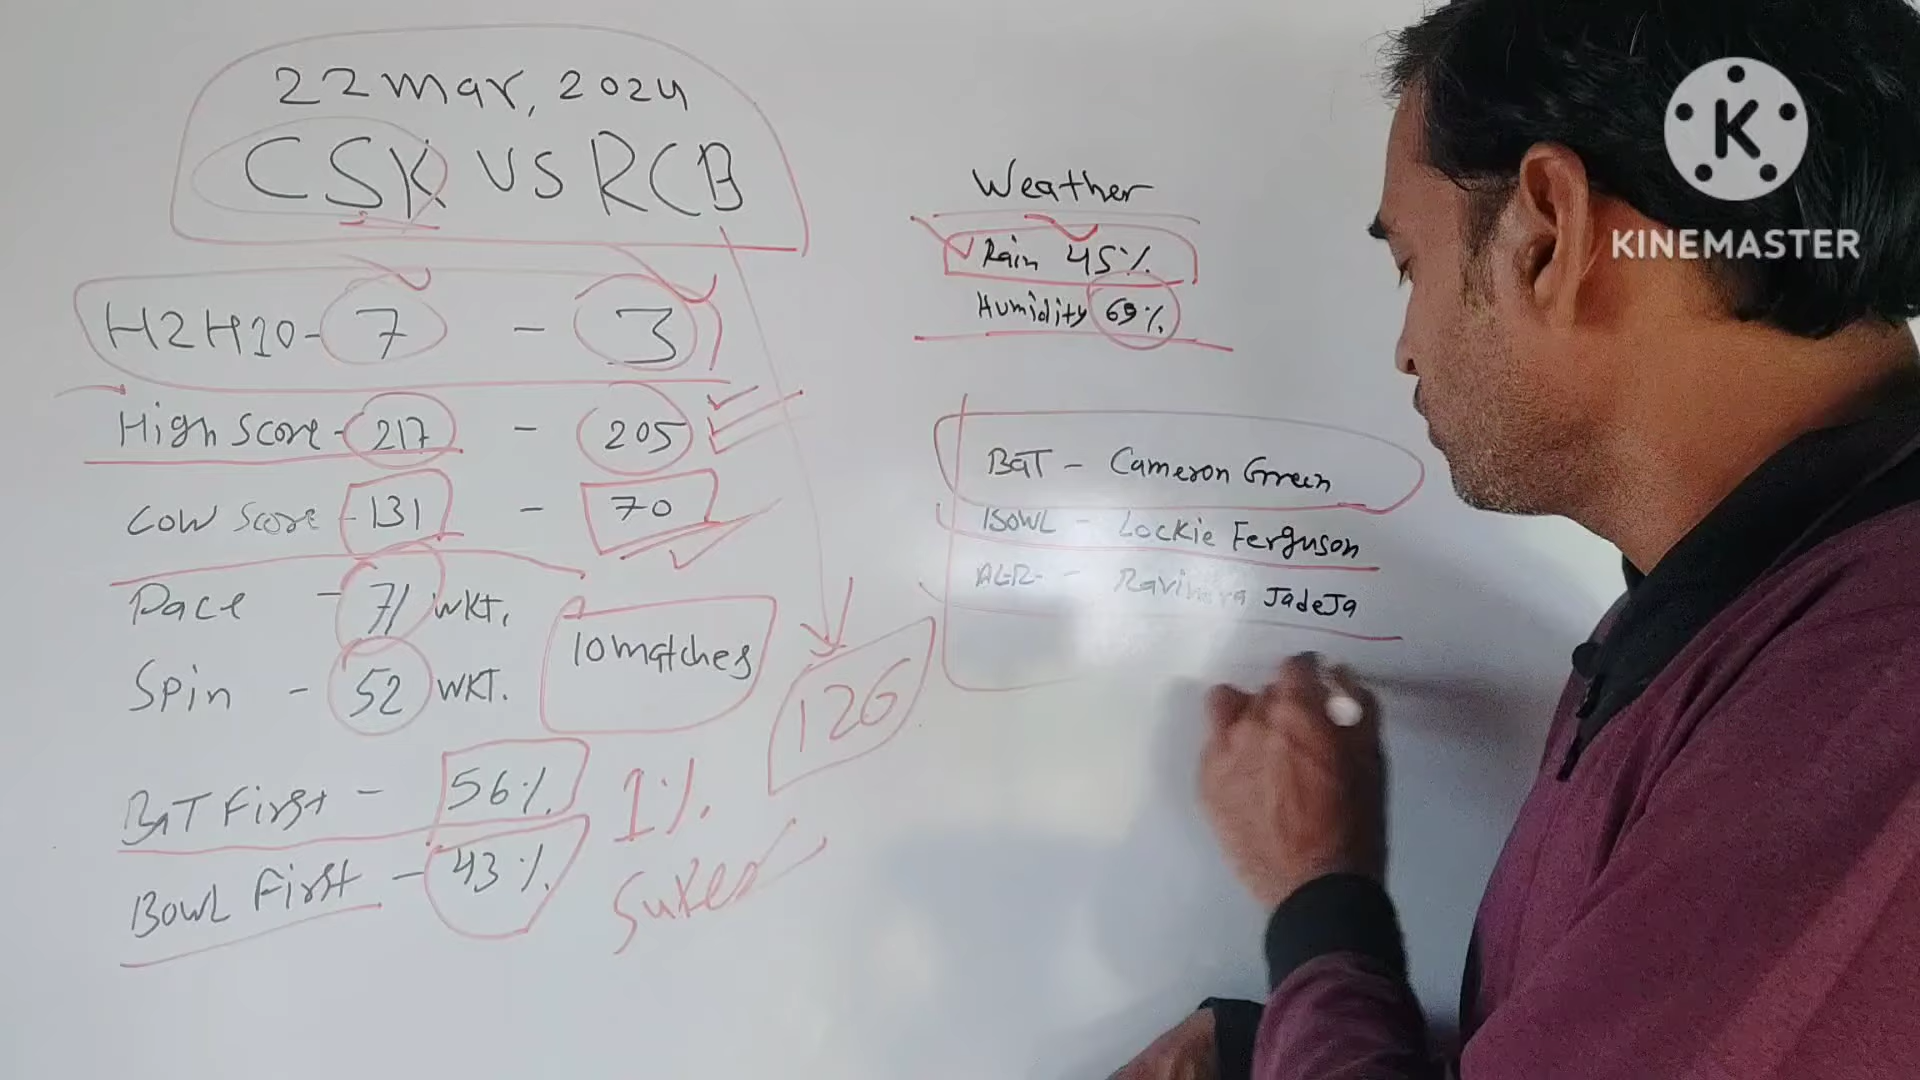 22 Mar, 2024
CSK VS RCB
H2H10- 7 - 3
High Score - 217 - 205
Low Score - 131 - 70
Pace - 71 WKT.
Spin - 52 WKT.
10 matches
126
BaT First - 56%.
Bowl First - 43%.
1%.
Weather
Rain 45%.
Humidity 69%.
BaT - Cameron Green
BOWL - Lockie Ferguson
ALR - Ravindra JadeJa
K
KINEMASTER